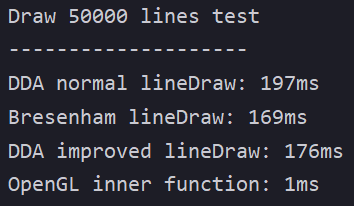 Draw 50000 lines test
--------------------
DDA normal lineDraw: 197ms
Bresenham lineDraw: 169ms
DDA improved lineDraw: 176ms
OpenGL inner function: 1ms